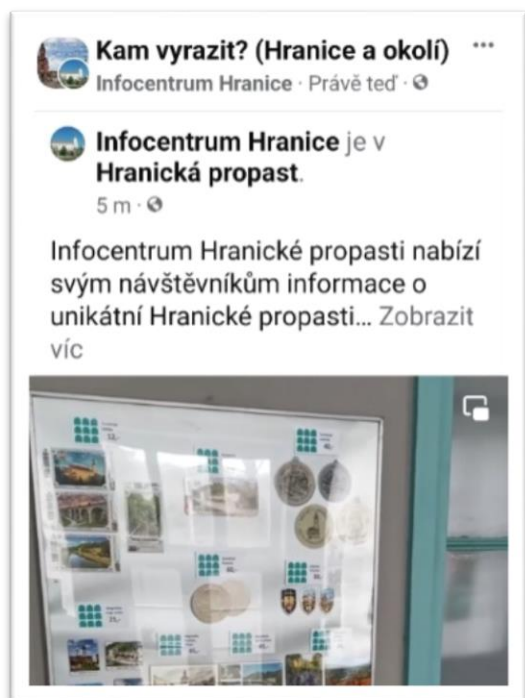 Kam vyrazit? (Hranice a okolí)
Infocentrum Hranice · Právě teď ·
Infocentrum Hranice je v
Hranická propast.
5 m ·
Infocentrum Hranické propasti nabízí
svým návštěvníkům informace o
unikátní Hranické propasti... Zobrazit
víc